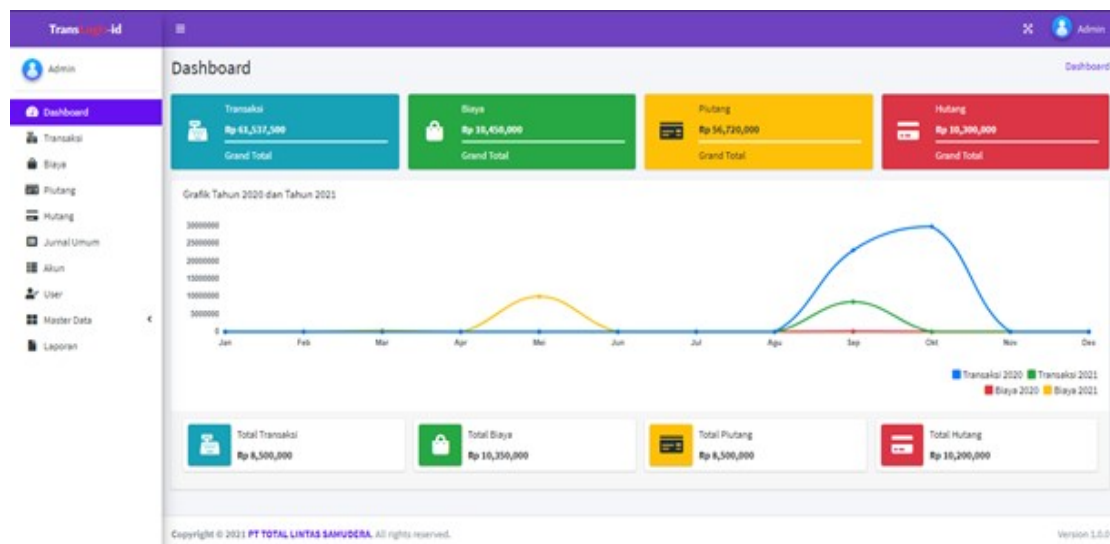 TransLogis-id
Admin
Admin
Dashboard
Dashboard
Dashboard
Transaksi
Biaya
Piutang
Hutang
Jurnal Umum
Akun
User
Master Data
Laporan
Transaksi
Rp 63,537,500
Grand Total
Biaya
Rp 10,450,000
Grand Total
Piutang
Rp 56,720,000
Grand Total
Hutang
Rp 10,300,000
Grand Total
Grafik Tahun 2020 dan Tahun 2021
30000000
25000000
20000000
15000000
10000000
5000000
0
Jan Feb Mar Apr Mei Jun Jul Agu Sep Okt Nov Des
Transaksi 2020 Transaksi 2021
Biaya 2020 Biaya 2021
Total Transaksi
Rp 8,500,000
Total Biaya
Rp 10,350,000
Total Piutang
Rp 8,500,000
Total Hutang
Rp 10,200,000
Copyright © 2021 PT TOTAL LINTAS SAMUDERA. All rights reserved.
Version 1.0.0